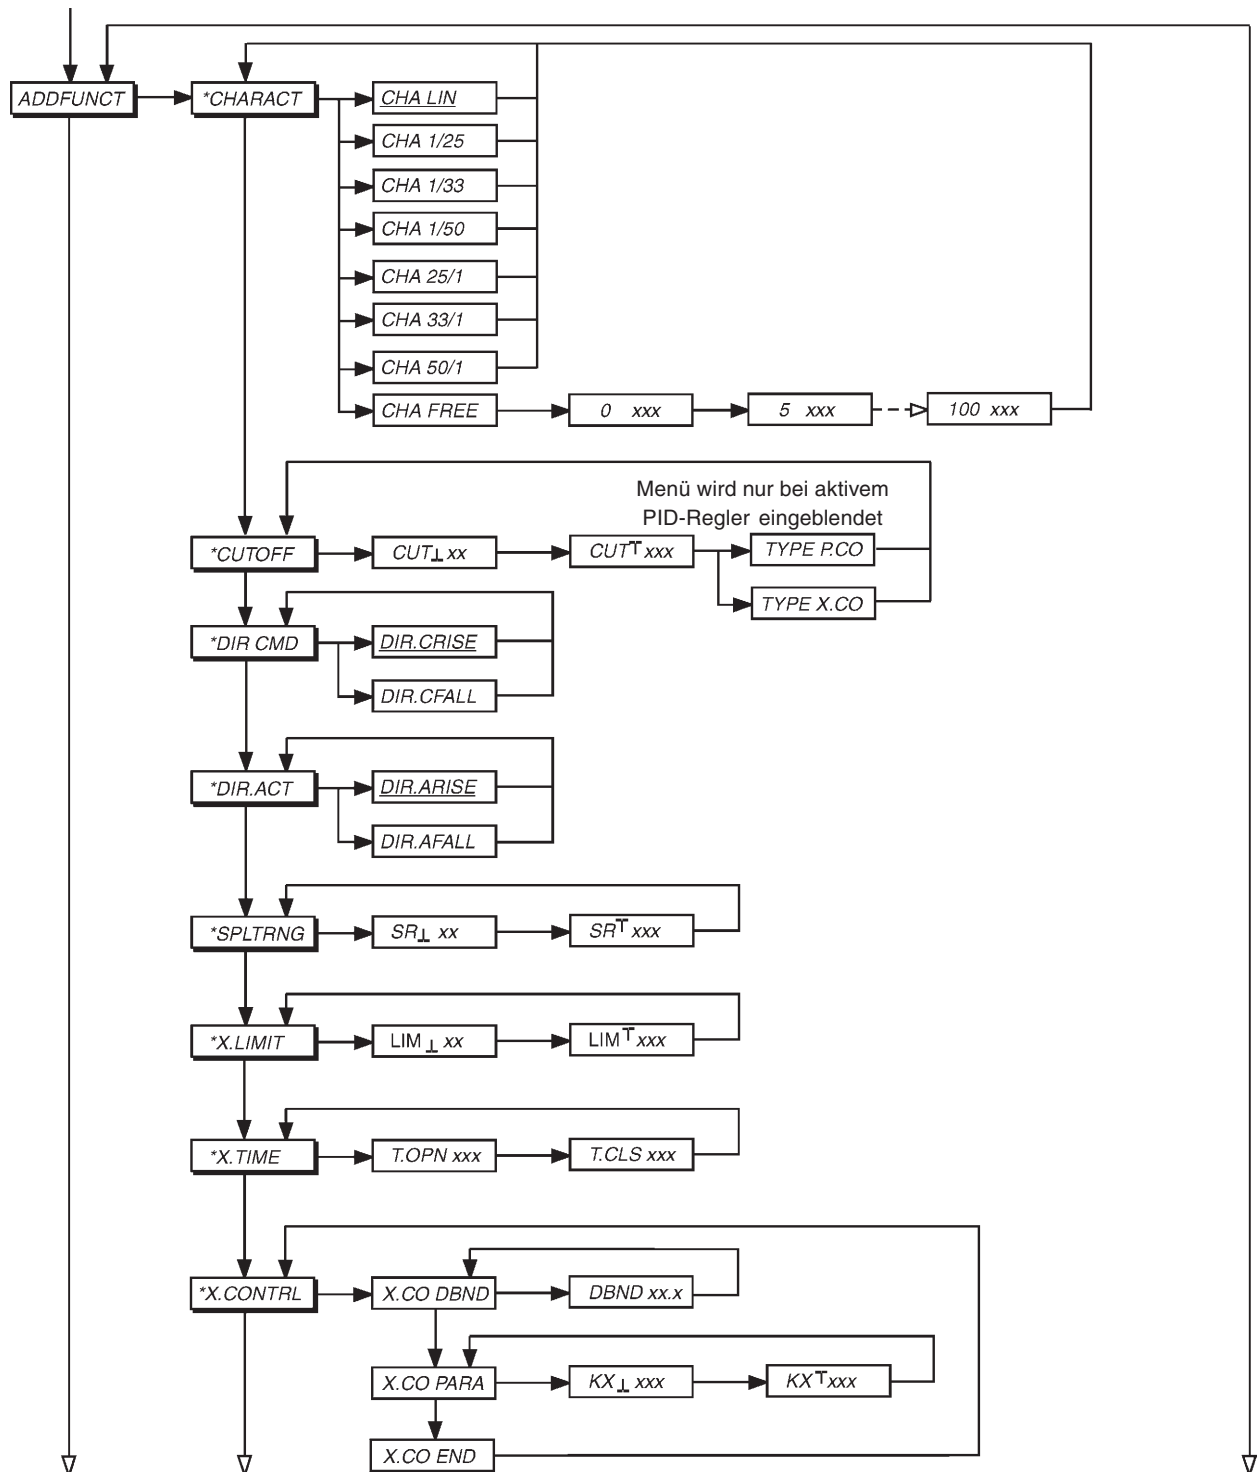 ADDFUNCT
*CHARACT
CHA LIN
CHA 1/25
CHA 1/33
CHA 1/50
CHA 25/1
CHA 33/1
CHA 50/1
CHA FREE
0 xxx
5 xxx
100 xxx
Menü wird nur bei aktivem
PID-Regler eingeblendet
*CUTOFF
CUT⊥ xx
CUT⊤ xxx
TYPE P.CO
TYPE X.CO
*DIR CMD
DIR.CRISE
DIR.CFALL
*DIR.ACT
DIR.ARISE
DIR.AFALL
*SPLTRNG
SR⊥ xx
SR⊤ xxx
*X.LIMIT
LIM⊥ xx
LIM⊤ xxx
*X.TIME
T.OPN xxx
T.CLS xxx
*X.CONTRL
X.CO DBND
DBND xx.x
X.CO PARA
KX⊥ xxx
KX⊤ xxx
X.CO END